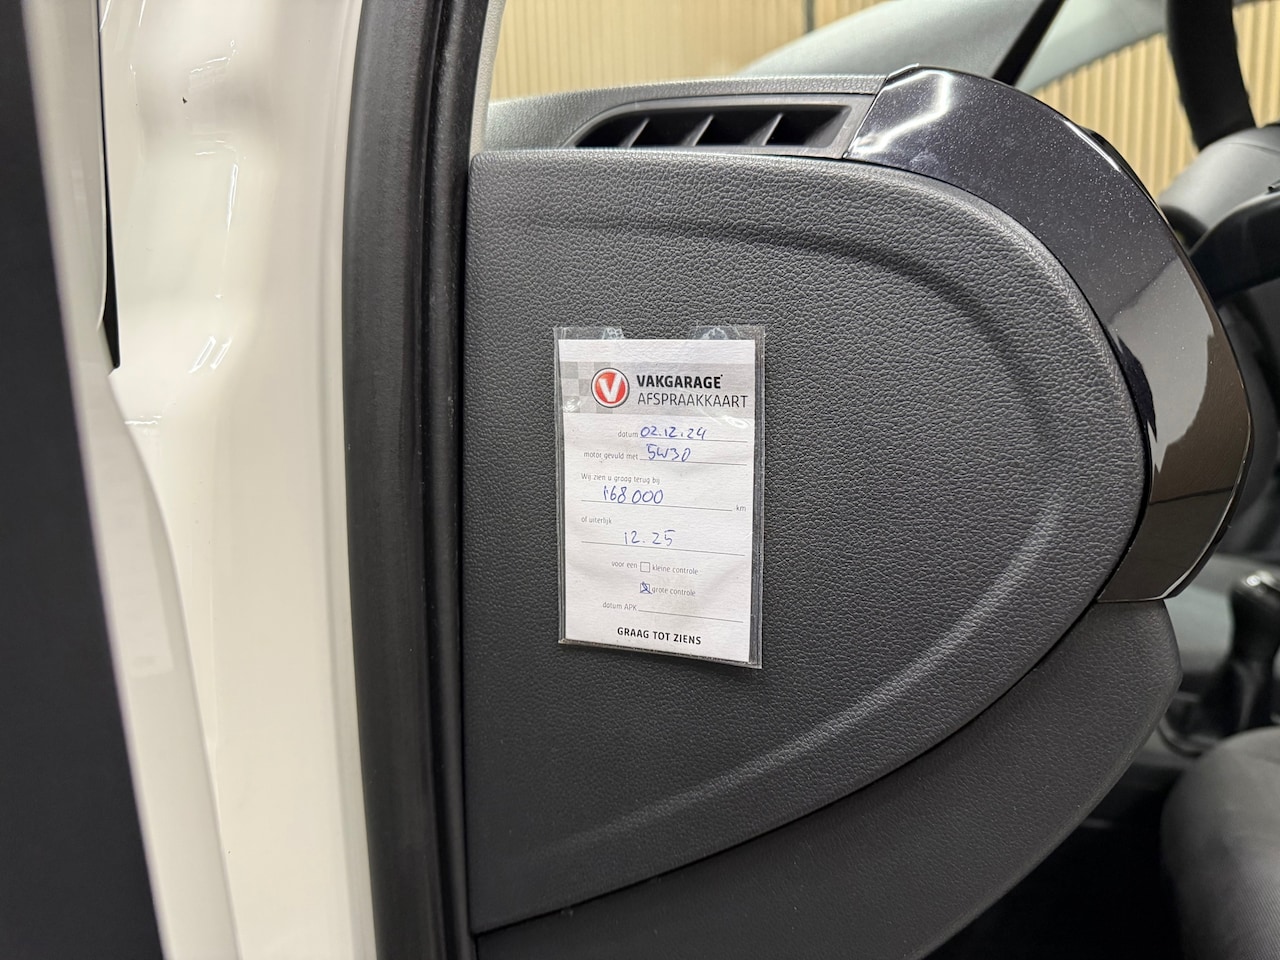 V VAKGARAGE
AFSPRAAKKAART
datum 02.12.24
motor gevuld met 5W30
Wij zien u graag terug bij
168000 km
of uiterlijk
12.25
voor een kleine controle
grote controle
datum APK
GRAAG TOT ZIENS